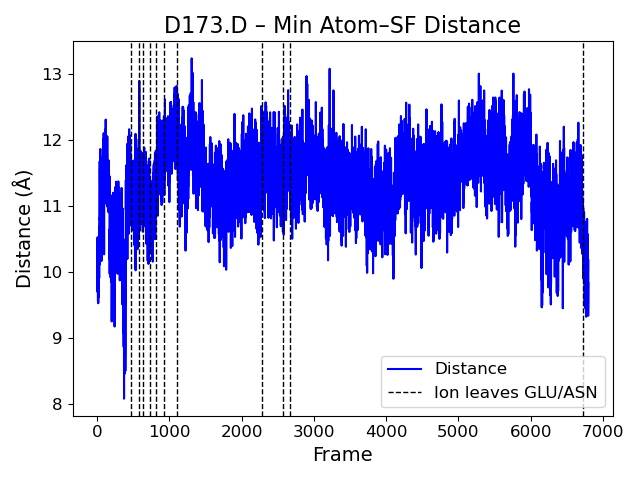 D173.D – Min Atom–SF Distance
13
12
11
10
9
8
Distance (Å)
0 1000 2000 3000 4000 5000 6000 7000
Frame
Distance
Ion leaves GLU/ASN